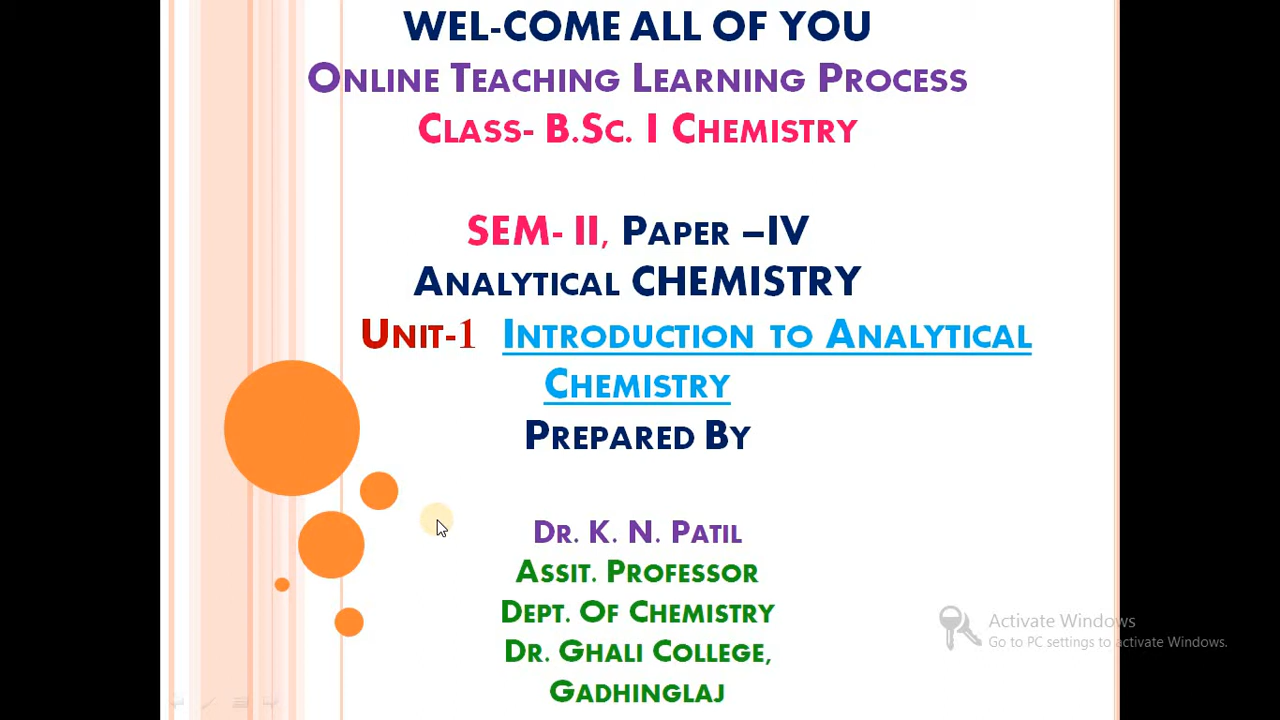 WEL-COME ALL OF YOU
ONLINE TEACHING LEARNING PROCESS
CLASS- B.SC. I CHEMISTRY
SEM- II, PAPER –IV
ANALYTICAL CHEMISTRY
UNIT-1 INTRODUCTION TO ANALYTICAL
CHEMISTRY
PREPARED BY
DR. K. N. PATIL
ASSIT. PROFESSOR
DEPT. OF CHEMISTRY
DR. GHALI COLLEGE,
GADHINGLAJ
Activate Windows
Go to PC settings to activate Windows.